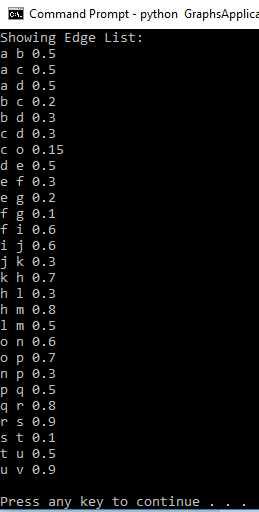 Command Prompt - python GraphsApplica
Showing Edge List:
a b 0.5
a c 0.5
a d 0.5
b c 0.2
b d 0.3
c d 0.3
c o 0.15
d e 0.5
e f 0.3
e g 0.2
f g 0.1
f i 0.6
i j 0.6
j k 0.3
k h 0.7
h l 0.3
h m 0.8
l m 0.5
o n 0.6
o p 0.7
n p 0.3
p q 0.5
q r 0.8
r s 0.9
s t 0.1
t u 0.5
u v 0.9
Press any key to continue . . .